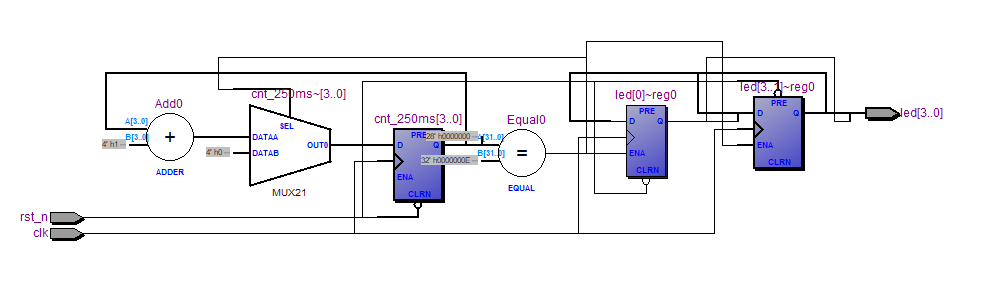 Add0
A[3..0]
B[3..0]
4' h1 --
+
ADDER
cnt_250ms~[3..0]
SEL
DATAA
DATAB
OUT0
4' h0 --
MUX21
cnt_250ms[3..0]
PRE
D
Q
ENA
CLRN
28' h0000000 --
A[31..0]
32' h0000000E --
B[31..0]
Equal0
=
EQUAL
led[0]~reg0
PRE
D
Q
ENA
CLRN
led[3..1]~reg0
PRE
D
Q
ENA
CLRN
led[3..0]
rst_n
clk